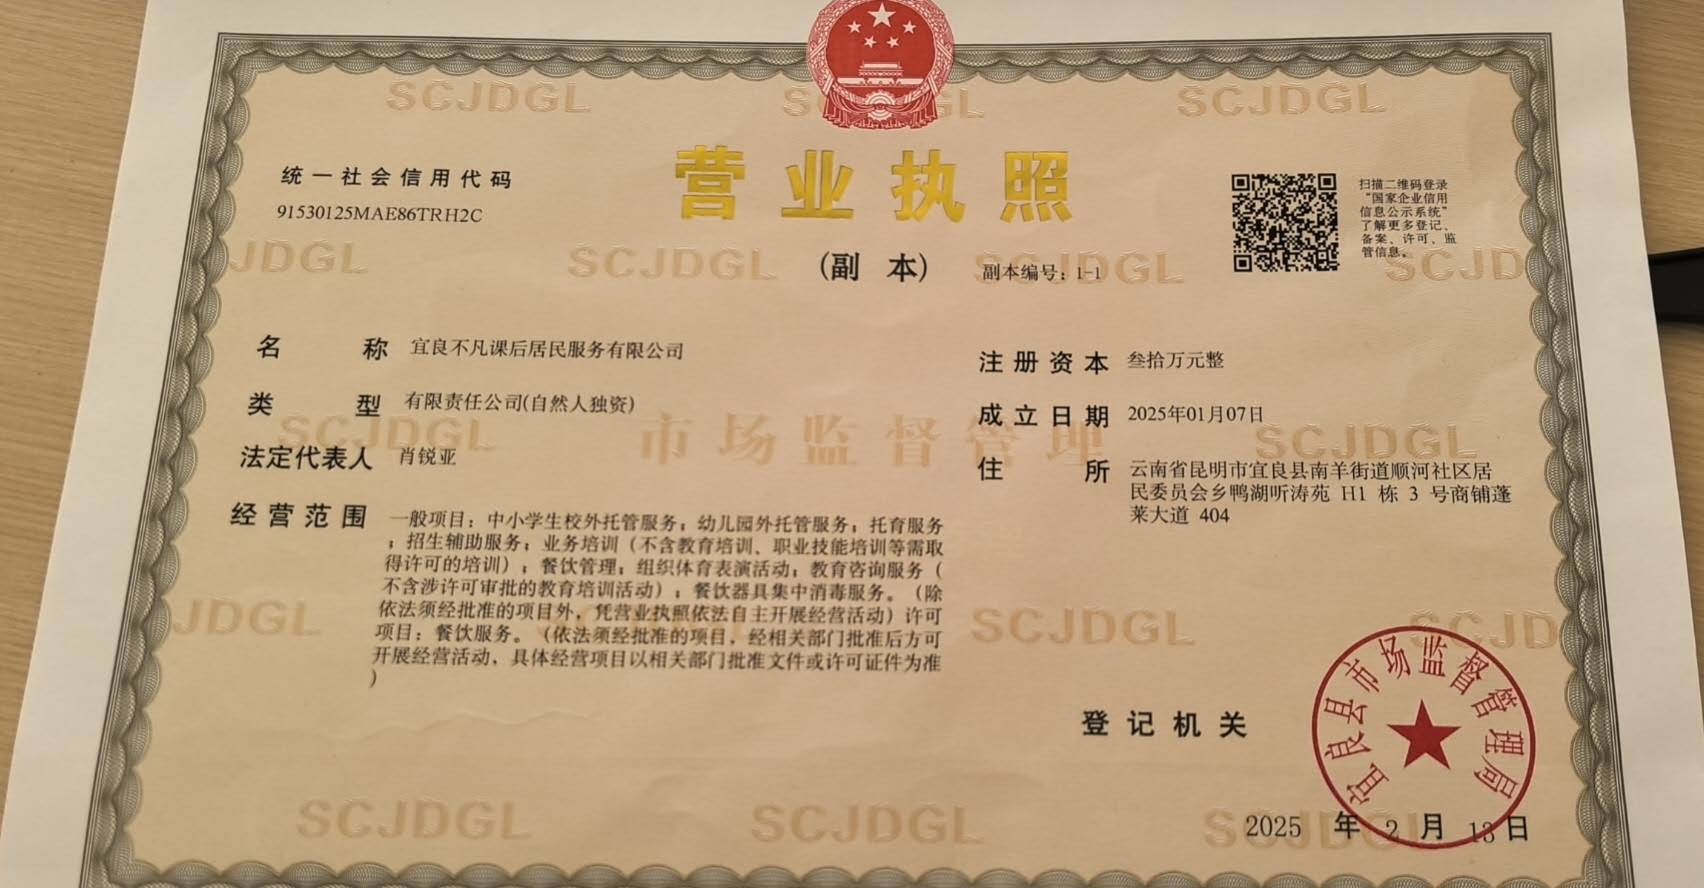 SCJDGL
SCJDGL
SCJDGL
营业执照
统一社会信用代码
91530125MAE86TRH2C
扫描二维码登录
“国家企业信用
信息公示系统”
了解更多登记、
备案、许可、监
管信息。
JDGL
SCJDGL
(副 本)
副本编号:1-1
SCJDGL
SCJD
名 称 宜良不凡课后居民服务有限公司
注册资本 叁拾万元整
类 型 有限责任公司(自然人独资)
成立日期 2025年01月07日
SCJDGL
市场监督管理
SCJDGL
法定代表人 肖锐亚
住 所 云南省昆明市宜良县南羊街道顺河社区居
民委员会乡鸭湖听涛苑 H1 栋 3 号商铺蓬
莱大道 404
经营范围 一般项目:中小学生校外托管服务;幼儿园外托管服务;托育服务
;招生辅助服务;业务培训(不含教育培训、职业技能培训等需取
得许可的培训);餐饮管理;组织体育表演活动;教育咨询服务(
不含涉许可审批的教育培训活动);餐饮器具集中消毒服务。(除
依法须经批准的项目外,凭营业执照依法自主开展经营活动)许可
项目:餐饮服务。(依法须经批准的项目,经相关部门批准后方可
开展经营活动,具体经营项目以相关部门批准文件或许可证件为准
)
JDGL
SCJDGL
SCJD
登记机关
宜良县市场监督管理局
SCJDGL
SCJDGL
SCJDGL
2025 年 2 月 13 日